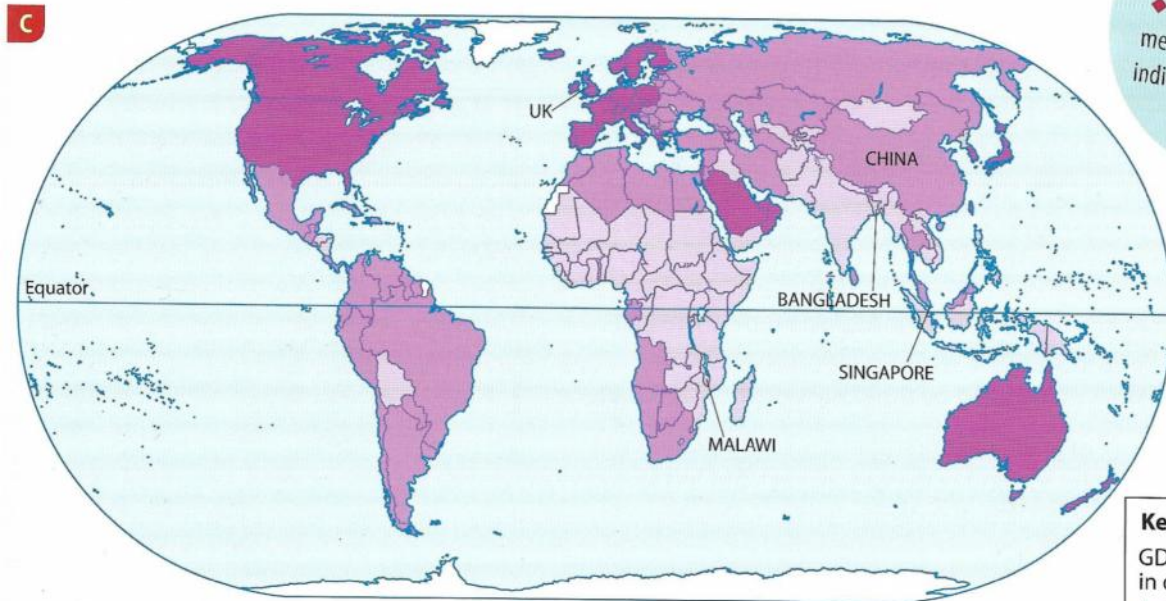 C
me
indi
UK
CHINA
Equator
BANGLADESH
SINGAPORE
MALAWI
Ke
GD
in